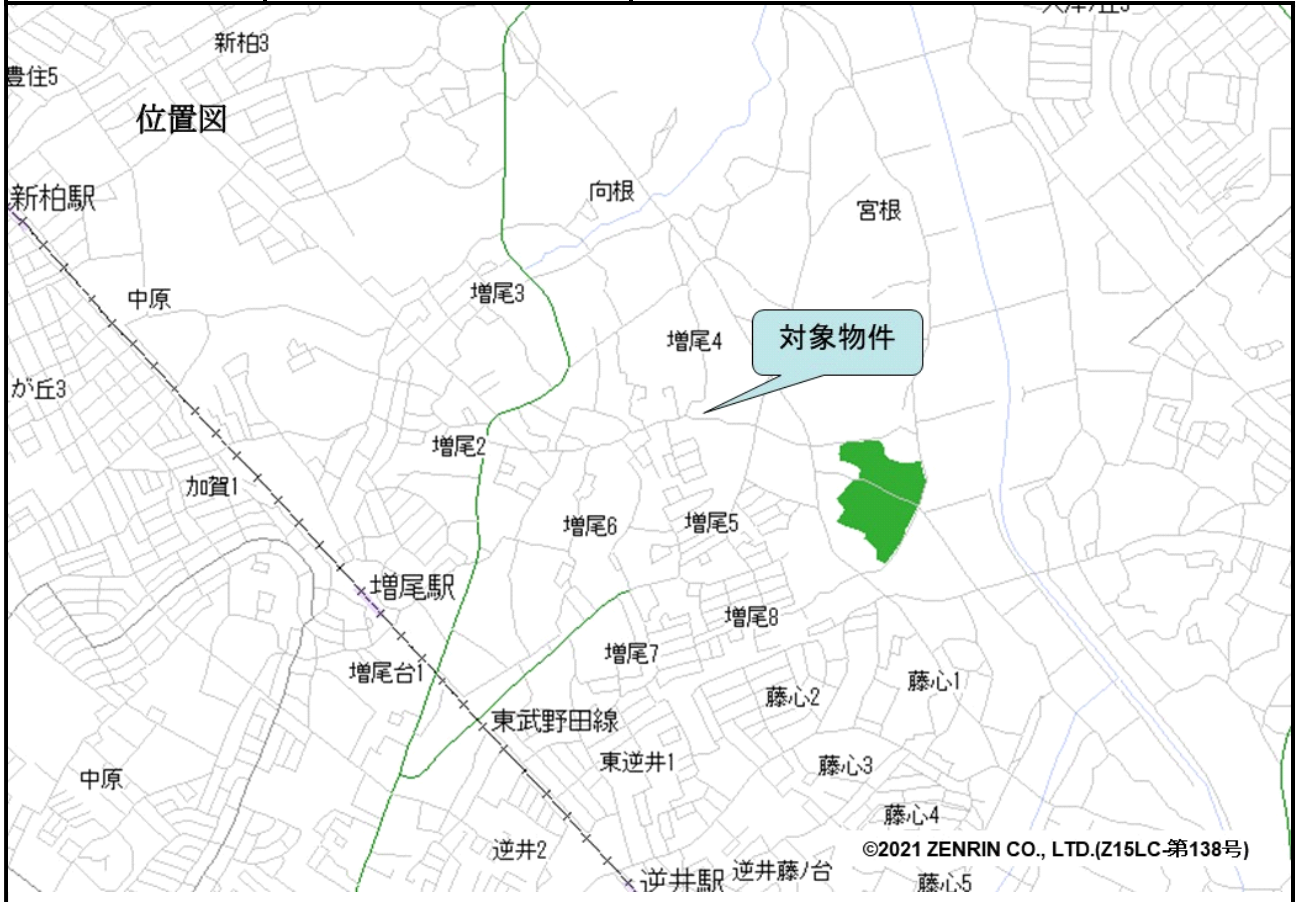 新柏3
豊住5
位置図
新柏駅
向根
宮根
中原
増尾3
増尾4
対象物件
が丘3
増尾2
加賀1
増尾6
増尾5
増尾駅
増尾8
増尾7
増尾台1
藤心1
藤心2
東武野田線
東逆井1
藤心3
中原
藤心4
逆井2
©2021 ZENRIN CO., LTD.(Z15LC-第138号)
逆井藤ノ台
逆井駅
藤心5